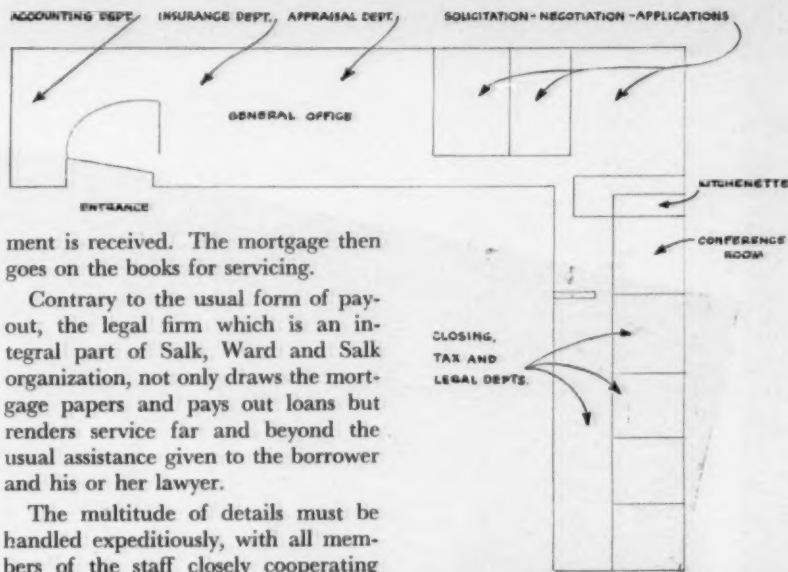 ACCOUNTING DEPT. INSURANCE DEPT. APPRAISAL DEPT. SOLICITATION-NEGOTIATION-APPLICATIONS
GENERAL OFFICE
ENTRANCE
KITCHENETTE
CONFERENCE
ROOM
CLOSING,
TAX AND
LEGAL DEPTS.
ment is received. The mortgage then
goes on the books for servicing.
Contrary to the usual form of pay-
out, the legal firm which is an in-
tegral part of Salk, Ward and Salk
organization, not only draws the mort-
gage papers and pays out loans but
renders service far and beyond the
usual assistance given to the borrower
and his or her lawyer.
The multitude of details must be
handled expeditiously, with all mem-
bers of the staff closely cooperating